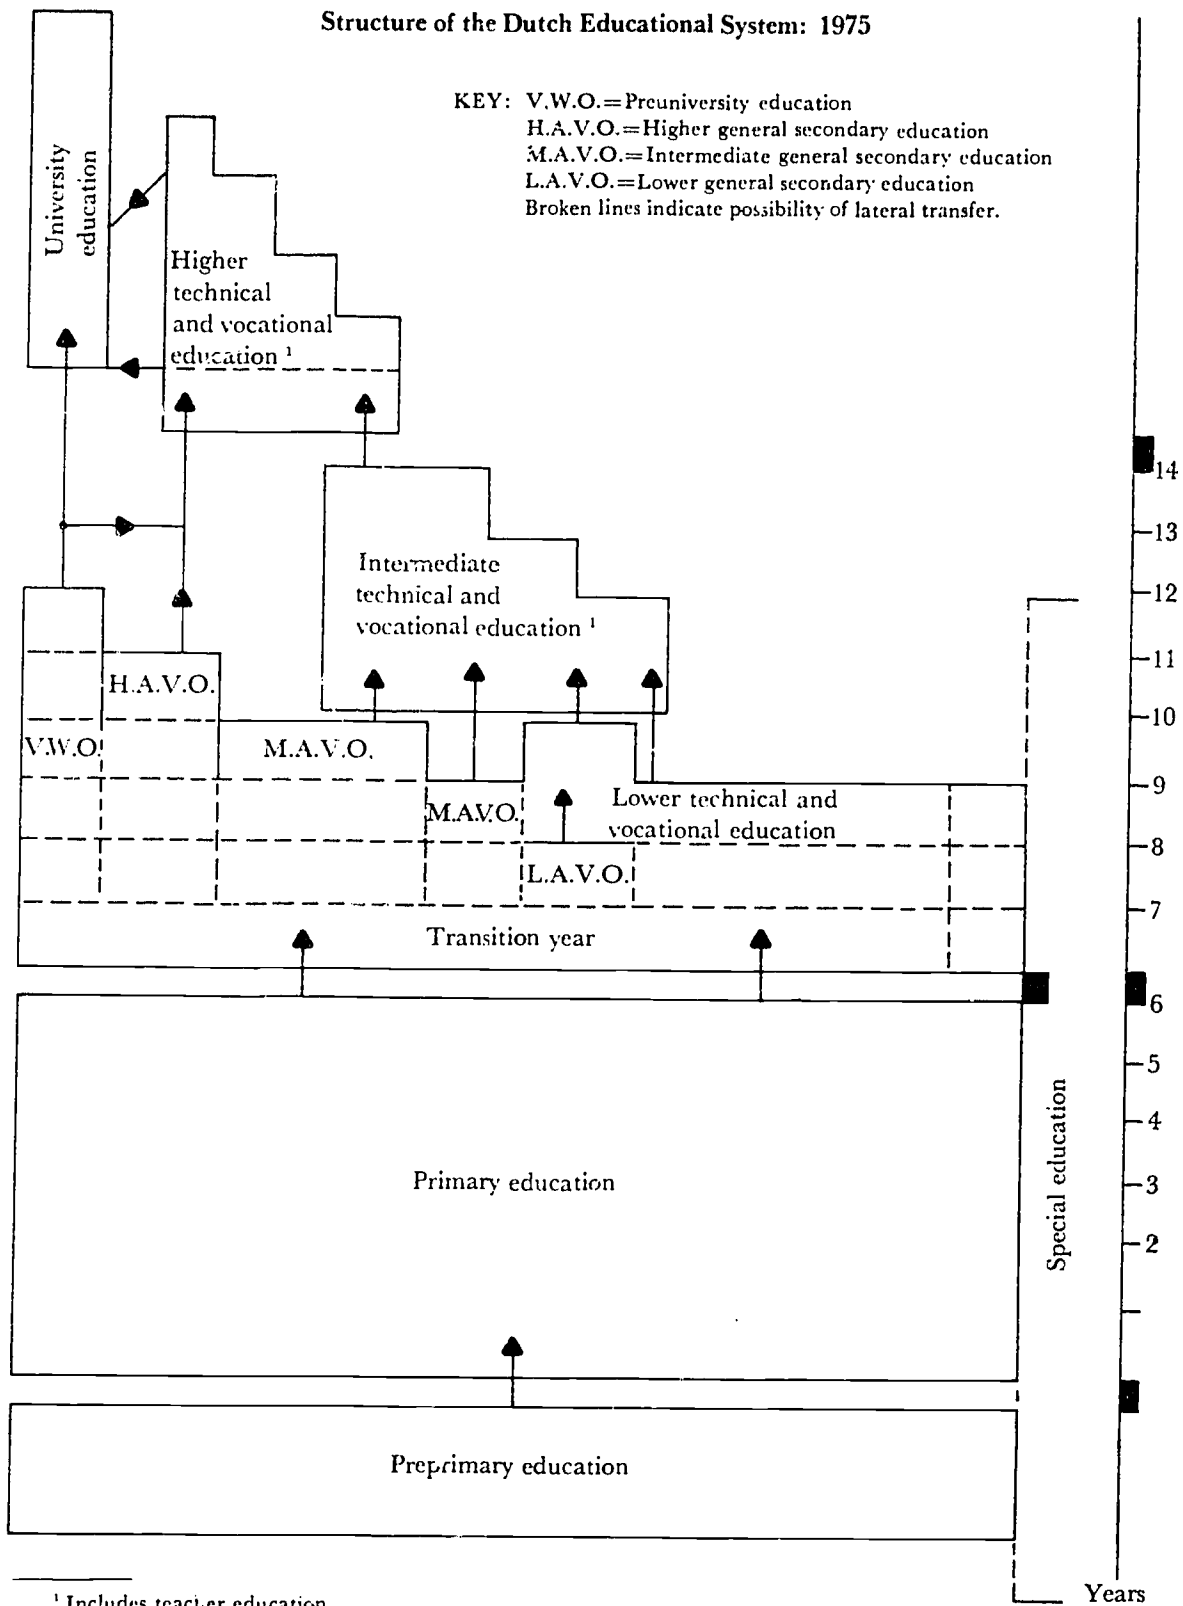 Structure of the Dutch Educational System: 1975
KEY: V.W.O.=Preuniversity education
H.A.V.O.=Higher general secondary education
M.A.V.O.=Intermediate general secondary education
L.A.V.O.=Lower general secondary education
Broken lines indicate possibility of lateral transfer.
University
education
Higher
technical
and vocational
education ¹
14
13
Intermediate
technical and
vocational education ¹
12
11
H.A.V.O.
10
V.W.O.
M.A.V.O.
9
M.A.V.O.
Lower technical and
vocational education
8
L.A.V.O.
7
Transition year
6
5
4
Special education
Primary education
3
2
Preprimary education
Years
¹ Includes teacher education